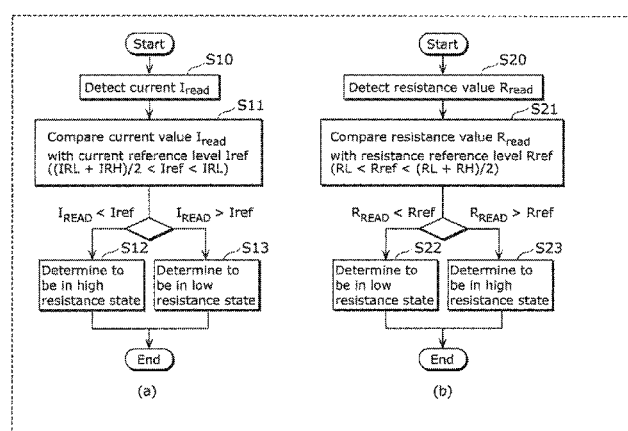 Start
S10
Detect current Iread
S11
Compare current value Iread
with current reference level Iref
((IRL + IRH)/2 < Iref < IRL)
IREAD < Iref
IREAD > Iref
S12
S13
Determine to
be in high
resistance state
Determine to
be in low
resistance state
End
(a)
Start
S20
Detect resistance value Rread
S21
Compare resistance value Rread
with resistance reference level Rref
(RL < Rref < (RL + RH)/2)
RREAD < Rref
RREAD > Rref
S22
S23
Determine to
be in low
resistance state
Determine to
be in high
resistance state
End
(b)